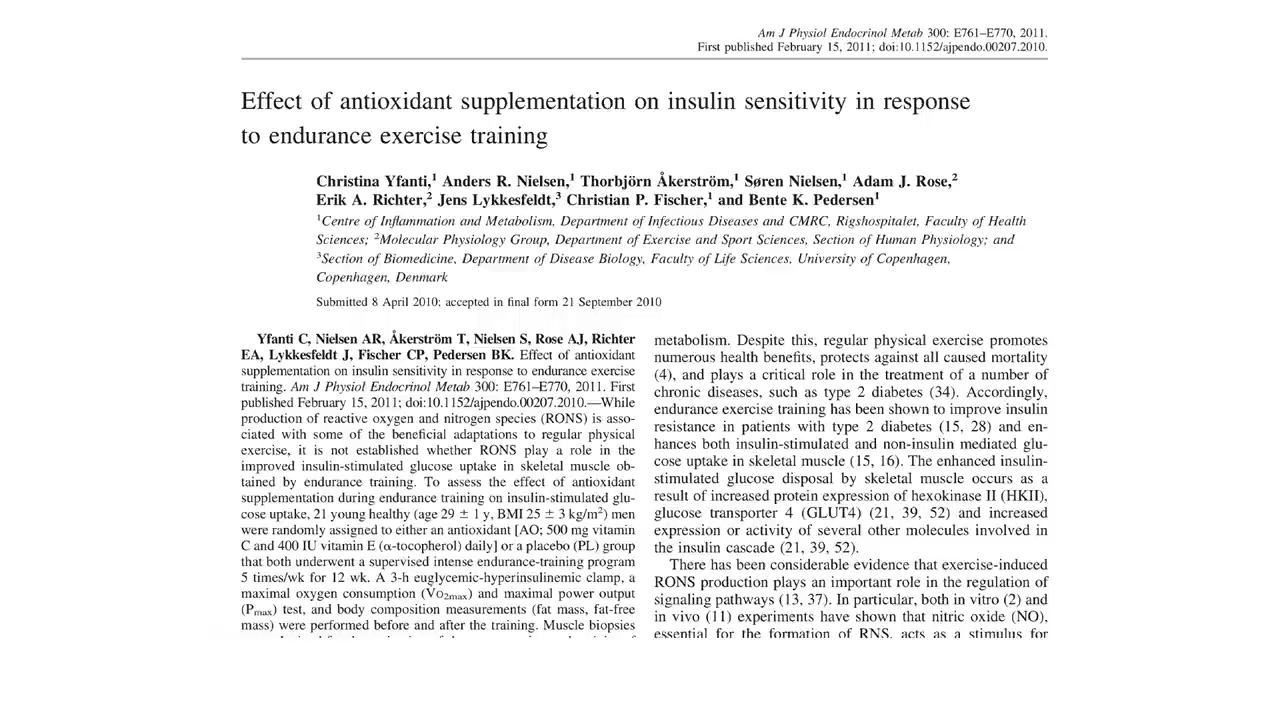 Am J Physiol Endocrinol Metab 300: E761–E770, 2011.
First published February 15, 2011; doi:10.1152/ajpendo.00207.2010.
Effect of antioxidant supplementation on insulin sensitivity in response
to endurance exercise training
Christina Yfanti,1 Anders R. Nielsen,1 Thorbjörn Åkerström,1 Søren Nielsen,1 Adam J. Rose,2
Erik A. Richter,2 Jens Lykkesfeldt,3 Christian P. Fischer,1 and Bente K. Pedersen1
1Centre of Inflammation and Metabolism, Department of Infectious Diseases and CMRC, Rigshospitalet, Faculty of Health
Sciences; 2Molecular Physiology Group, Department of Exercise and Sport Sciences, Section of Human Physiology; and
3Section of Biomedicine, Department of Disease Biology, Faculty of Life Sciences, University of Copenhagen,
Copenhagen, Denmark
Submitted 8 April 2010; accepted in final form 21 September 2010
Yfanti C, Nielsen AR, Åkerström T, Nielsen S, Rose AJ, Richter
EA, Lykkesfeldt J, Fischer CP, Pedersen BK. Effect of antioxidant
supplementation on insulin sensitivity in response to endurance exercise
training. Am J Physiol Endocrinol Metab 300: E761–E770, 2011. First
published February 15, 2011; doi:10.1152/ajpendo.00207.2010.—While
production of reactive oxygen and nitrogen species (RONS) is asso-
ciated with some of the beneficial adaptations to regular physical
exercise, it is not established whether RONS play a role in the
improved insulin-stimulated glucose uptake in skeletal muscle ob-
tained by endurance training. To assess the effect of antioxidant
supplementation during endurance training on insulin-stimulated glu-
cose uptake, 21 young healthy (age 29 ± 1 y, BMI 25 ± 3 kg/m2) men
were randomly assigned to either an antioxidant [AO; 500 mg vitamin
C and 400 IU vitamin E (α-tocopherol) daily] or a placebo (PL) group
that both underwent a supervised intense endurance-training program
5 times/wk for 12 wk. A 3-h euglycemic-hyperinsulinemic clamp, a
maximal oxygen consumption (V̇O2max) and maximal power output
(Pmax) test, and body composition measurements (fat mass, fat-free
mass) were performed before and after the training. Muscle biopsies
metabolism. Despite this, regular physical exercise promotes
numerous health benefits, protects against all caused mortality
(4), and plays a critical role in the treatment of a number of
chronic diseases, such as type 2 diabetes (34). Accordingly,
endurance exercise training has been shown to improve insulin
resistance in patients with type 2 diabetes (15, 28) and en-
hances both insulin-stimulated and non-insulin mediated glu-
cose uptake in skeletal muscle (15, 16). The enhanced insulin-
stimulated glucose disposal by skeletal muscle occurs as a
result of increased protein expression of hexokinase II (HKII),
glucose transporter 4 (GLUT4) (21, 39, 52) and increased
expression or activity of several other molecules involved in
the insulin cascade (21, 39, 52).
There has been considerable evidence that exercise-induced
RONS production plays an important role in the regulation of
signaling pathways (13, 37). In particular, both in vitro (2) and
in vivo (11) experiments have shown that nitric oxide (NO),
essential for the formation of RNS, acts as a stimulus for